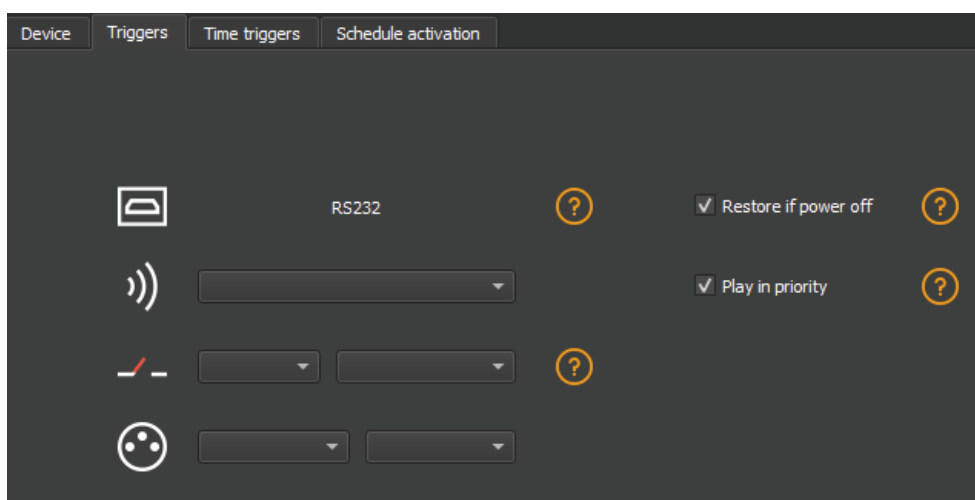 Device Triggers Time triggers Schedule activation
RS232 ? Restore if power off ?
Play in priority ?
?